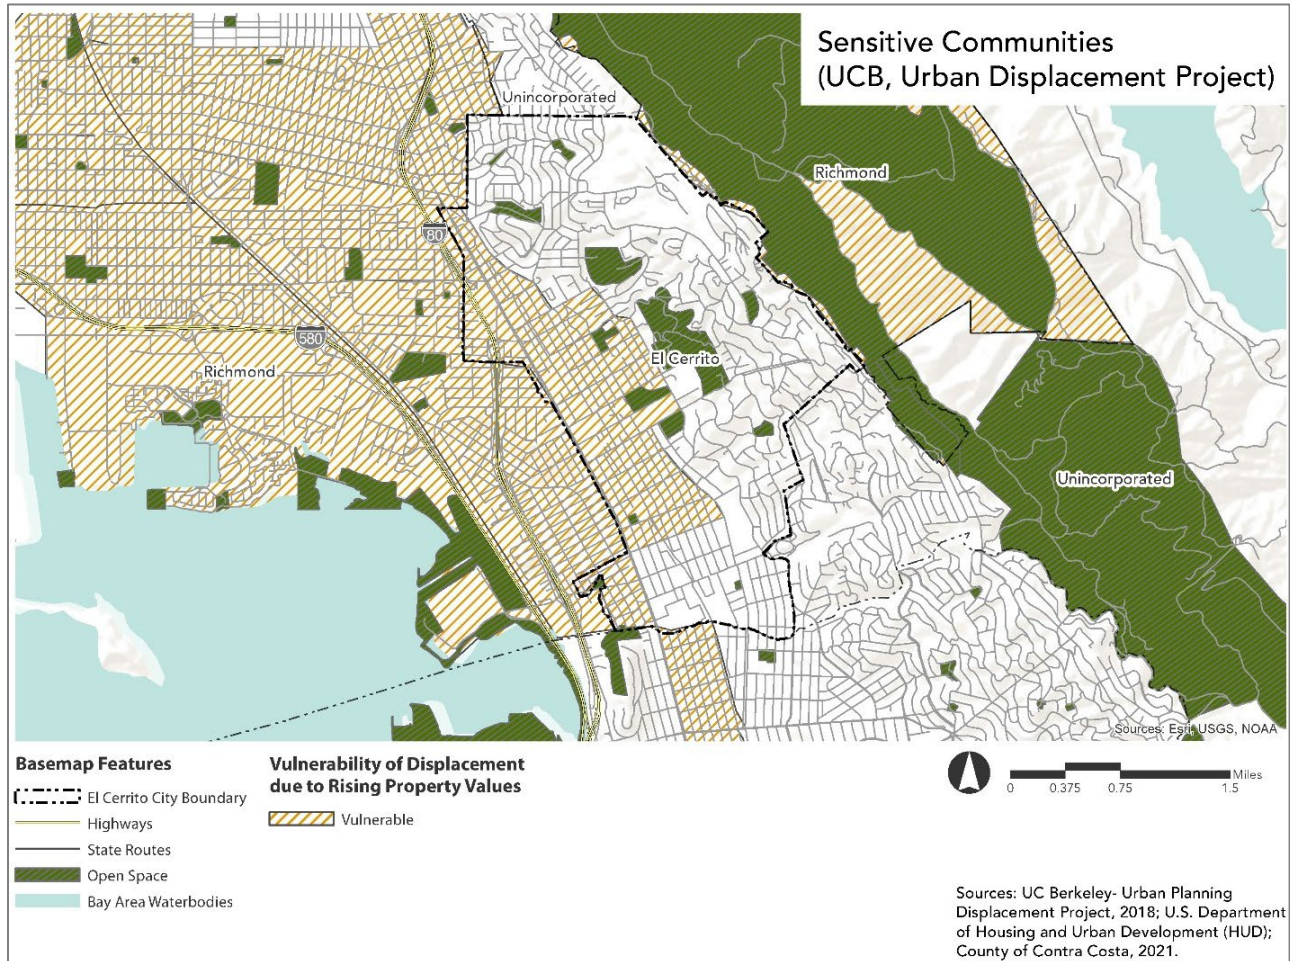 Sensitive Communities
(UCB, Urban Displacement Project)
Unincorporated
Richmond
80
580
Richmond
El Cerrito
Unincorporated
Sources: Esri, USGS, NOAA
Basemap Features
El Cerrito City Boundary
Highways
State Routes
Open Space
Bay Area Waterbodies
Vulnerability of Displacement
due to Rising Property Values
Vulnerable
Miles
0 0.375 0.75 1.5
Sources: UC Berkeley- Urban Planning
Displacement Project, 2018; U.S. Department
of Housing and Urban Development (HUD);
County of Contra Costa, 2021.